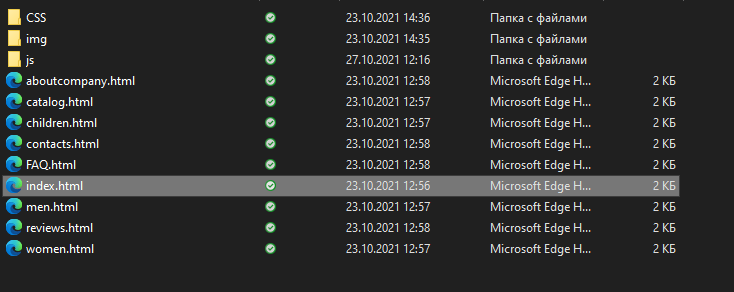 CSS 23.10.2021 14:36 Папка с файлами
img 23.10.2021 14:35 Папка с файлами
js 27.10.2021 12:16 Папка с файлами
aboutcompany.html 23.10.2021 12:58 Microsoft Edge H... 2 КБ
catalog.html 23.10.2021 12:57 Microsoft Edge H... 2 КБ
children.html 23.10.2021 12:57 Microsoft Edge H... 2 КБ
contacts.html 23.10.2021 12:58 Microsoft Edge H... 2 КБ
FAQ.html 23.10.2021 12:58 Microsoft Edge H... 2 КБ
index.html 23.10.2021 12:56 Microsoft Edge H... 2 КБ
men.html 23.10.2021 12:57 Microsoft Edge H... 2 КБ
reviews.html 23.10.2021 12:58 Microsoft Edge H... 2 КБ
women.html 23.10.2021 12:57 Microsoft Edge H... 2 КБ